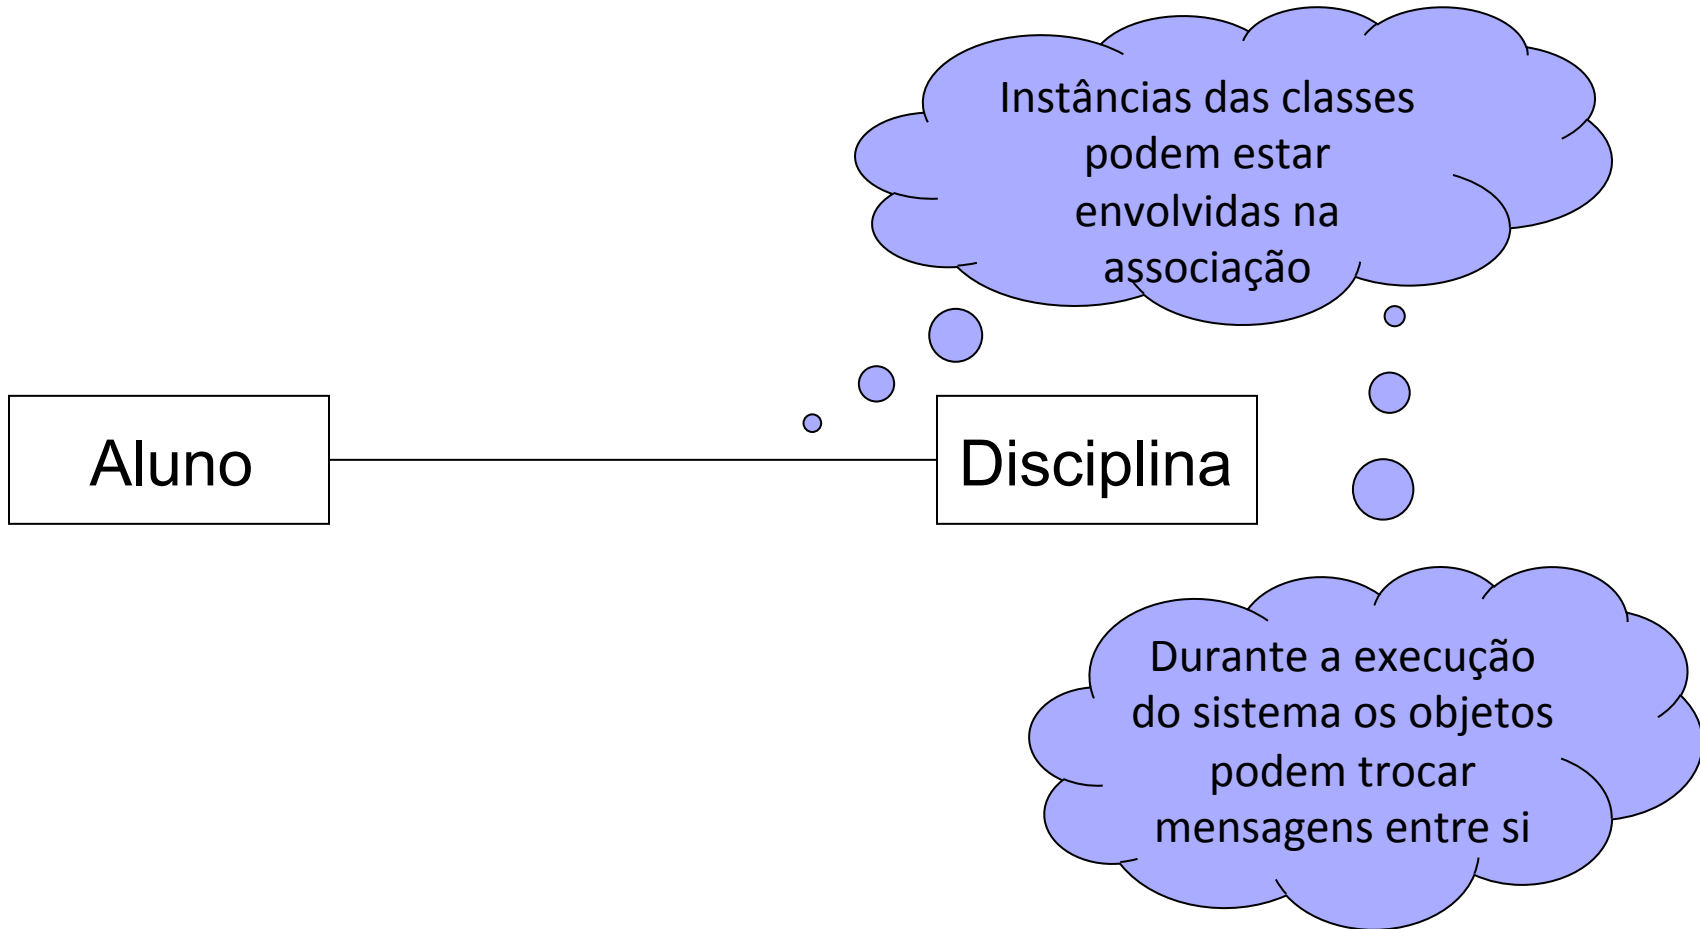 Instâncias das classes
podem estar
envolvidas na
associação
Aluno
Disciplina
Durante a execução
do sistema os objetos
podem trocar
mensagens entre si